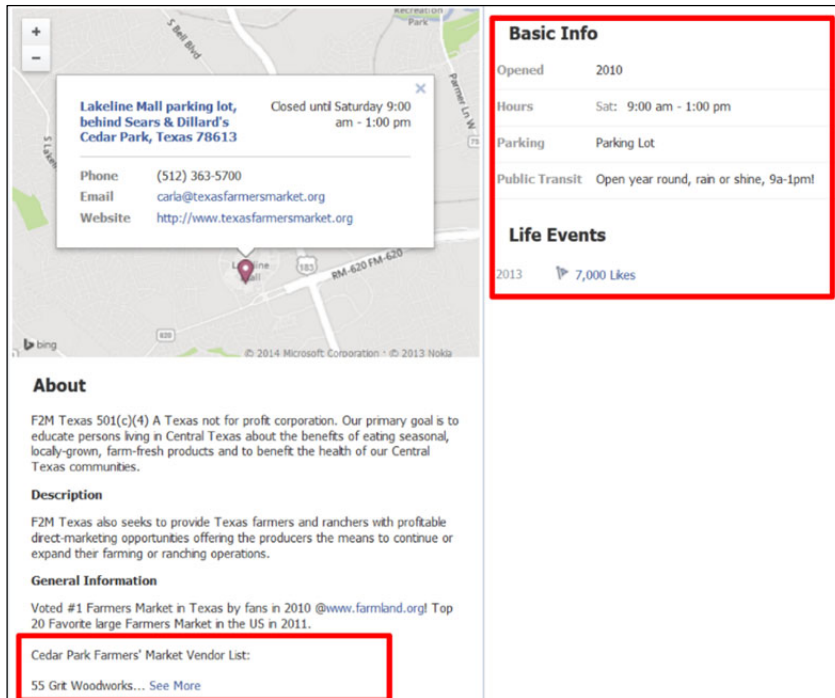 Recreation
Park
S Bell Blvd
+
−
Parmer Ln W
Lakeline Mall parking lot,
behind Sears & Dillard's
Cedar Park, Texas 78613
Closed until Saturday 9:00
am - 1:00 pm
Phone (512) 363-5700
Email carla@texasfarmersmarket.org
Website http://www.texasfarmersmarket.org
183
RM-620 FM-620
620
bing
© 2014 Microsoft Corporation · © 2013 Nokia
About
F2M Texas 501(c)(4) A Texas not for profit corporation. Our primary goal is to
educate persons living in Central Texas about the benefits of eating seasonal,
locally-grown, farm-fresh products and to benefit the health of our Central
Texas communities.
Description
F2M Texas also seeks to provide Texas farmers and ranchers with profitable
direct-marketing opportunities offering the producers the means to continue or
expand their farming or ranching operations.
General Information
Voted #1 Farmers Market in Texas by fans in 2010 @www.farmland.org! Top
20 Favorite large Farmers Market in the US in 2011.
Cedar Park Farmers' Market Vendor List:
55 Grit Woodworks... See More
Basic Info
Opened 2010
Hours Sat: 9:00 am - 1:00 pm
Parking Parking Lot
Public Transit Open year round, rain or shine, 9a-1pm!
Life Events
2013 7,000 Likes